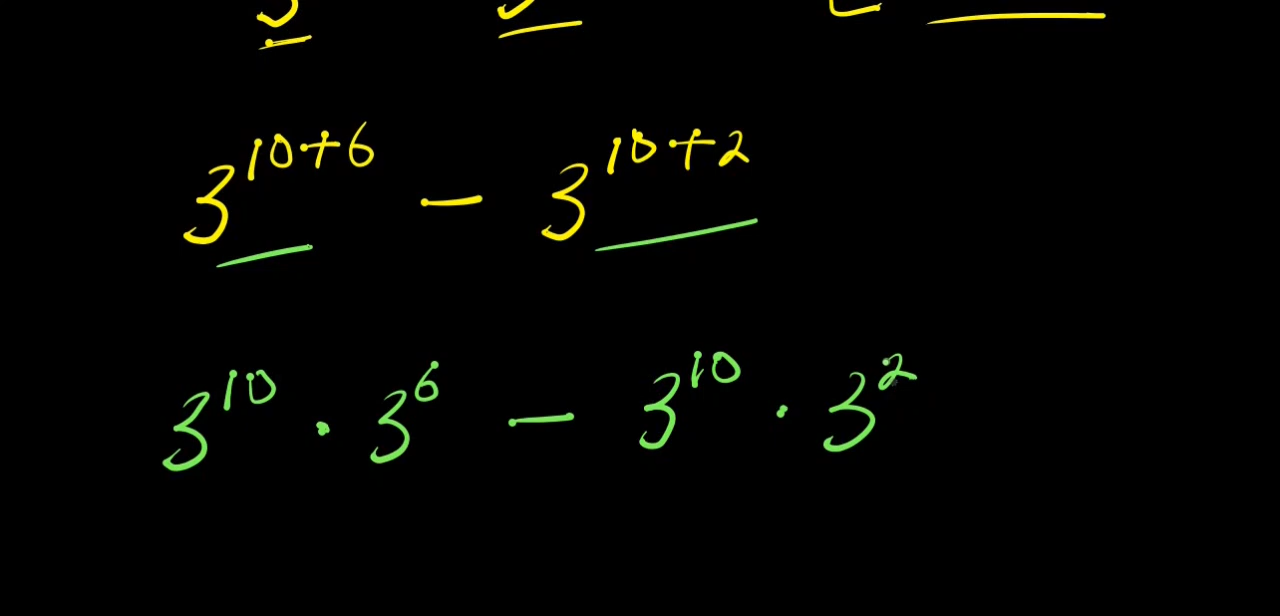 3^{10+6} - 3^{10+2}
3^{10} · 3^{6} - 3^{10} · 3^{2}